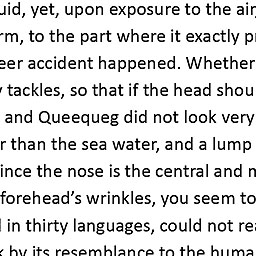 uid, yet, upon exposure to the air
rm, to the part where it exactly p
eer accident happened. Whether
tackles, so that if the head shou
and Queequeg did not look very
than the sea water, and a lump
ince the nose is the central and m
forehead's wrinkles, you seem to
in thirty languages, could not rea
by its resemblance to the huma